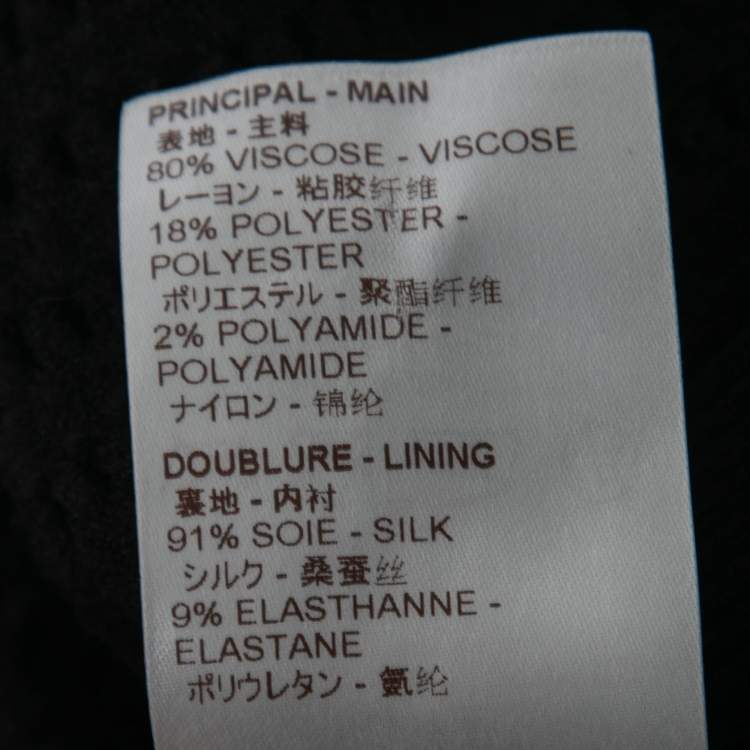 PRINCIPAL - MAIN
表地 - 主料
80% VISCOSE - VISCOSE
レーヨン - 粘胶纤维
18% POLYESTER -
POLYESTER
ポリエステル - 聚酯纤维
2% POLYAMIDE -
POLYAMIDE
ナイロン - 锦纶
DOUBLURE - LINING
裏地 - 内衬
91% SOIE - SILK
シルク - 桑蚕丝
9% ELASTHANNE -
ELASTANE
ポリウレタン - 氨纶